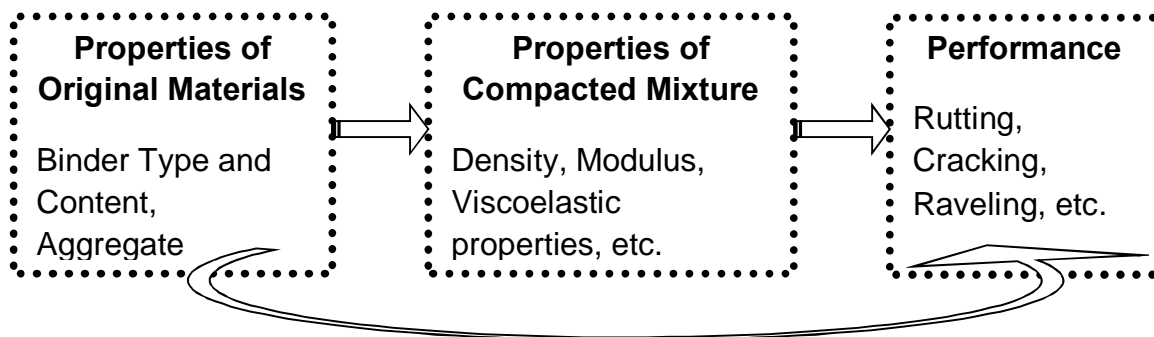 Properties of
Original Materials
Binder Type and
Content,
Aggregate
Properties of
Compacted Mixture
Density, Modulus,
Viscoelastic
properties, etc.
Performance
Rutting,
Cracking,
Raveling, etc.